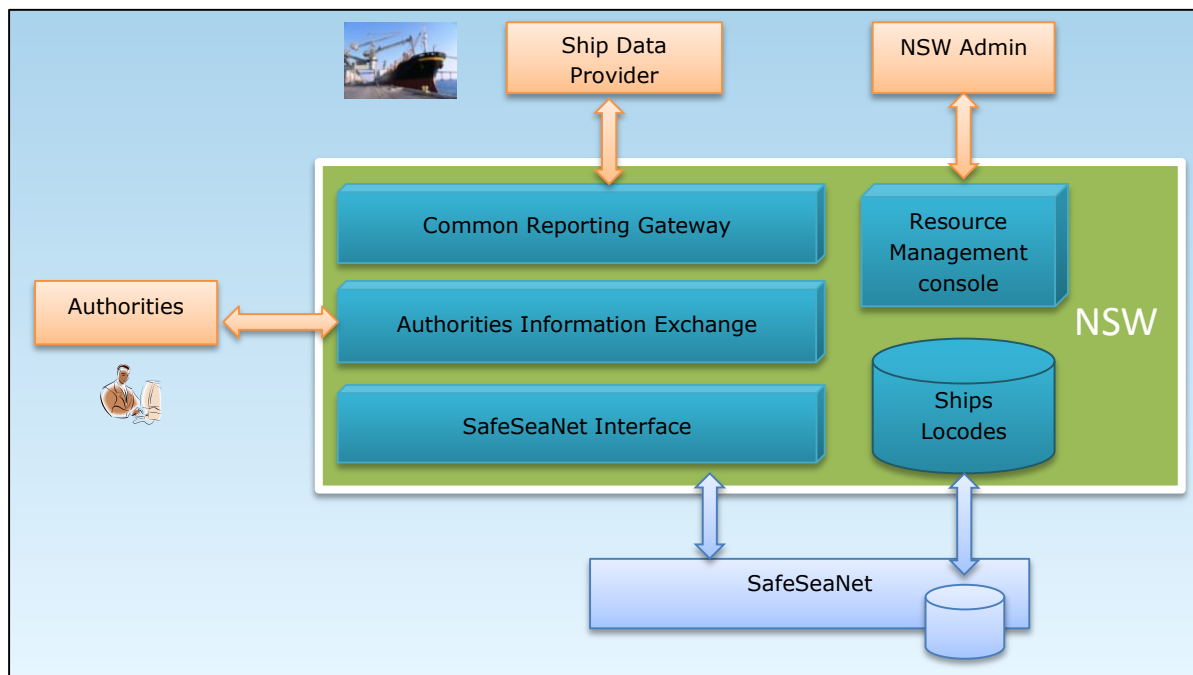 Ship Data
Provider
NSW Admin
Common Reporting Gateway
Resource
Management
console
Authorities
Authorities Information Exchange
NSW
SafeSeaNet Interface
Ships
Locodes
SafeSeaNet